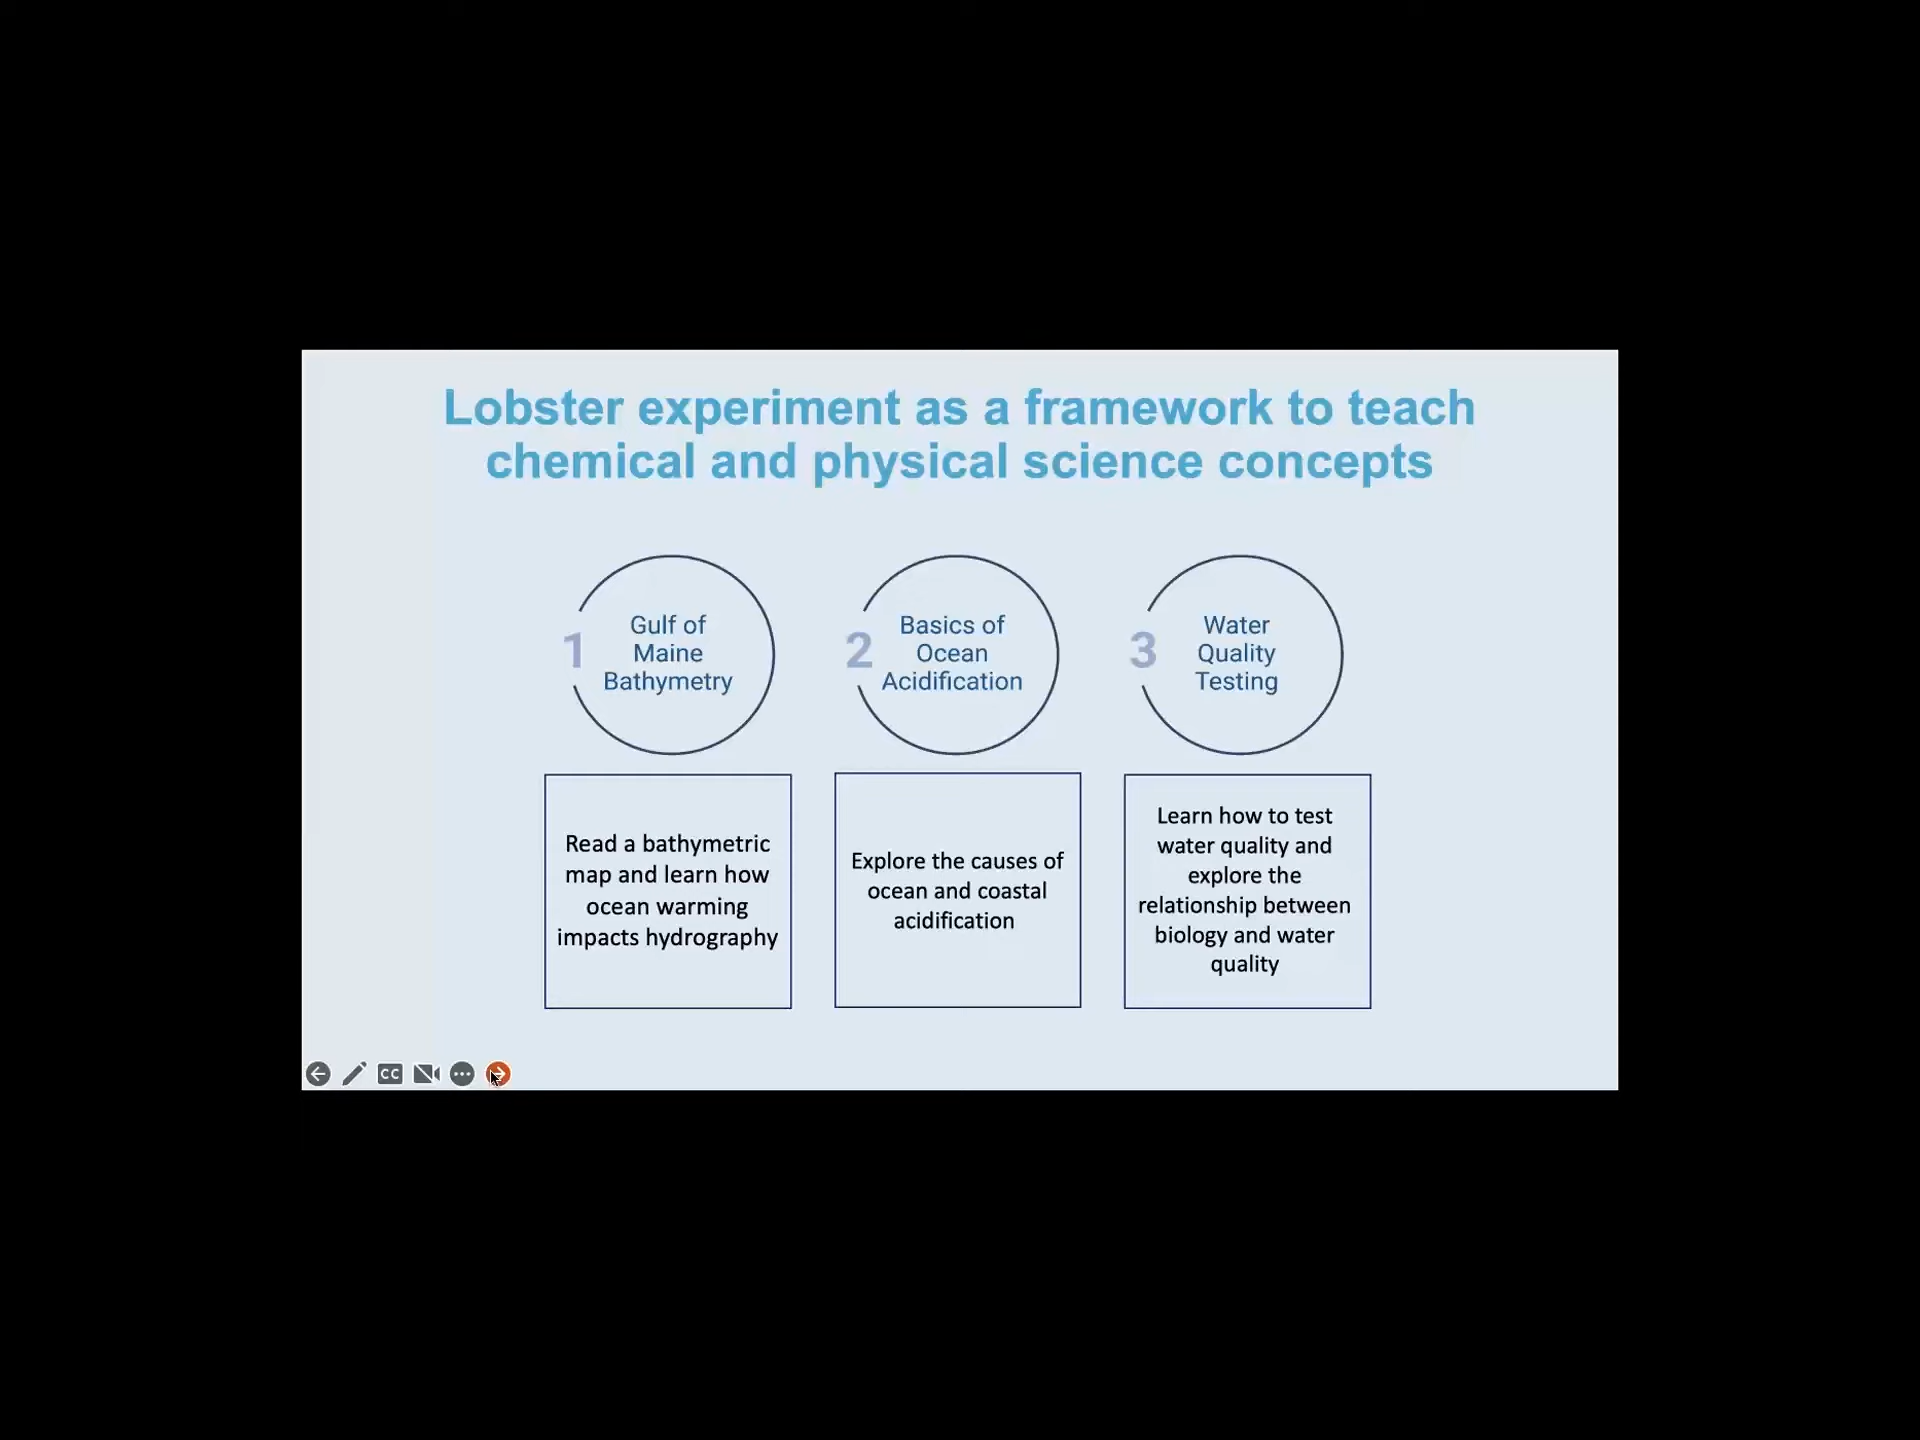 Lobster experiment as a framework to teach
chemical and physical science concepts
1
Gulf of
Maine
Bathymetry
2
Basics of
Ocean
Acidification
3
Water
Quality
Testing
Read a bathymetric
map and learn how
ocean warming
impacts hydrography
Explore the causes of
ocean and coastal
acidification
Learn how to test
water quality and
explore the
relationship between
biology and water
quality
CC